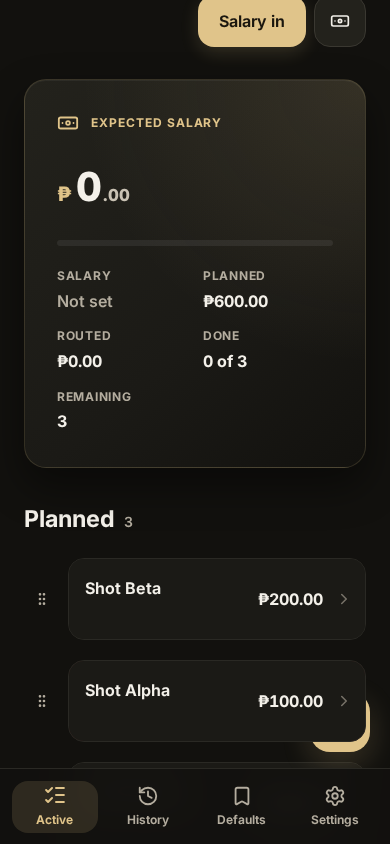 Salary in
EXPECTED SALARY
₱0.00
SALARY
PLANNED
Not set
₱600.00
ROUTED
DONE
₱0.00
0 of 3
REMAINING
3
Planned 3
Shot Beta
₱200.00
Shot Alpha
₱100.00
Active
History
Defaults
Settings